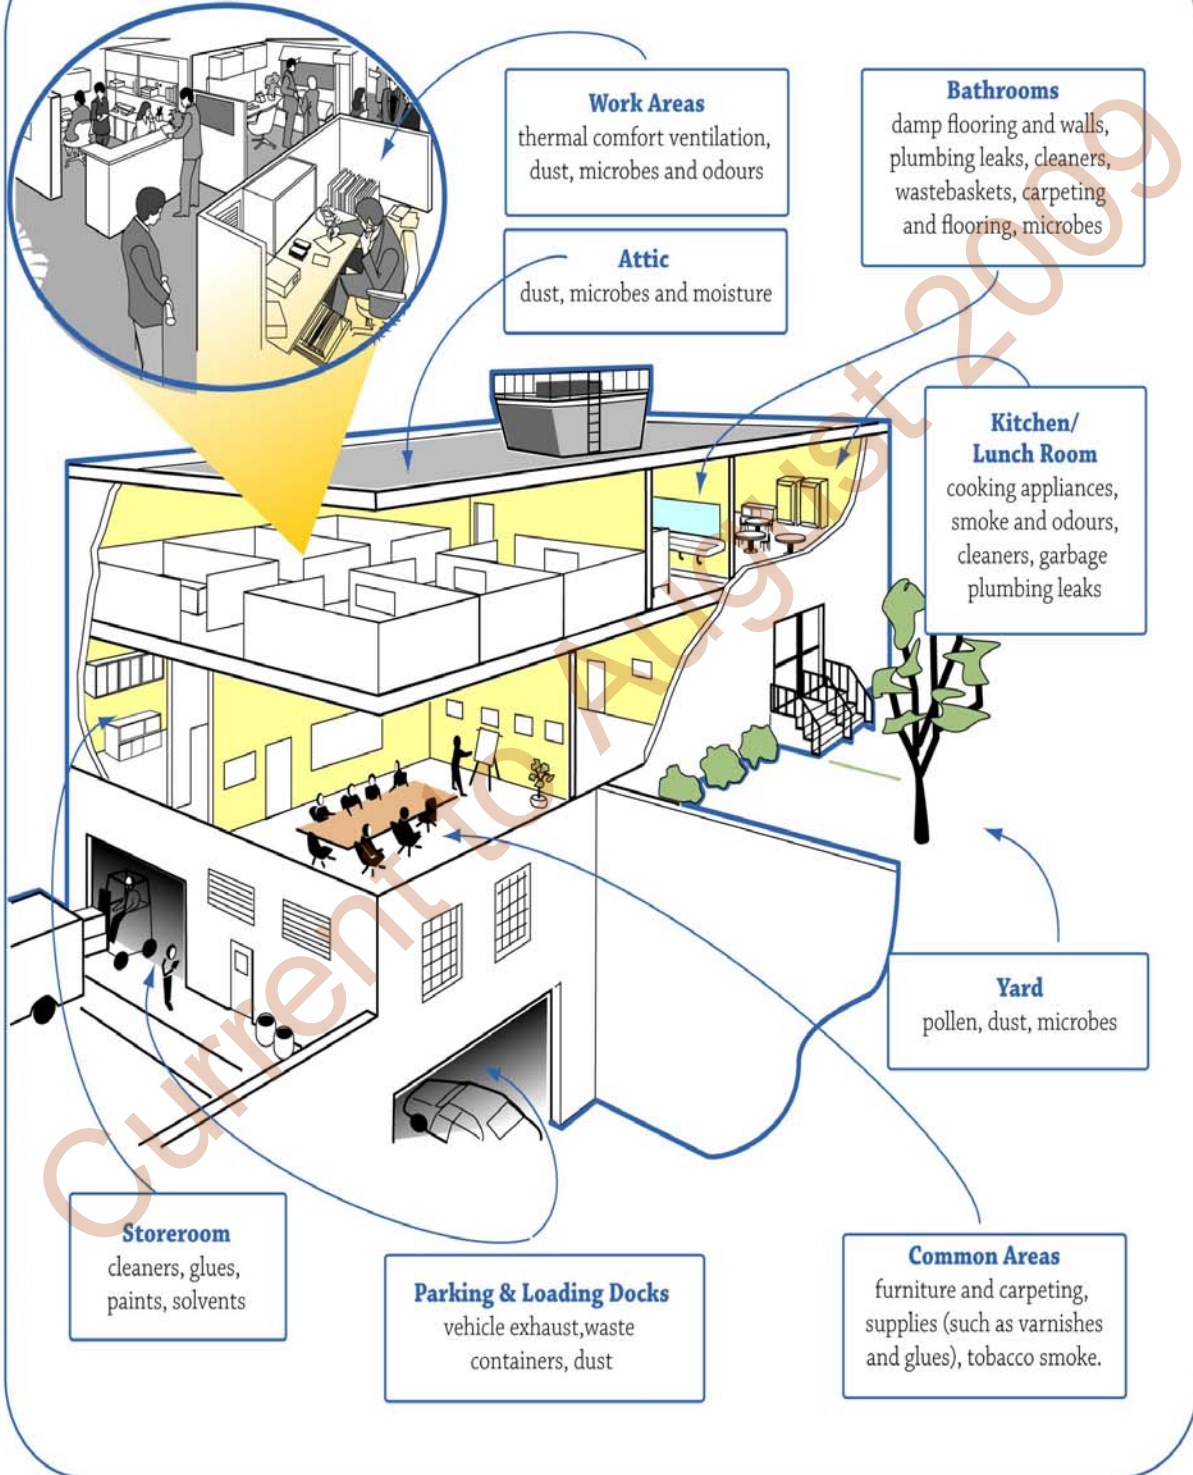 Work Areas
thermal comfort ventilation,
dust, microbes and odours
Bathrooms
damp flooring and walls,
plumbing leaks, cleaners,
wastebaskets, carpeting
and flooring, microbes
Attic
dust, microbes and moisture
Kitchen/
Lunch Room
cooking appliances,
smoke and odours,
cleaners, garbage
plumbing leaks
Yard
pollen, dust, microbes
Storeroom
cleaners, glues,
paints, solvents
Parking & Loading Docks
vehicle exhaust,waste
containers, dust
Common Areas
furniture and carpeting,
supplies (such as varnishes
and glues), tobacco smoke.
Current to August 2009